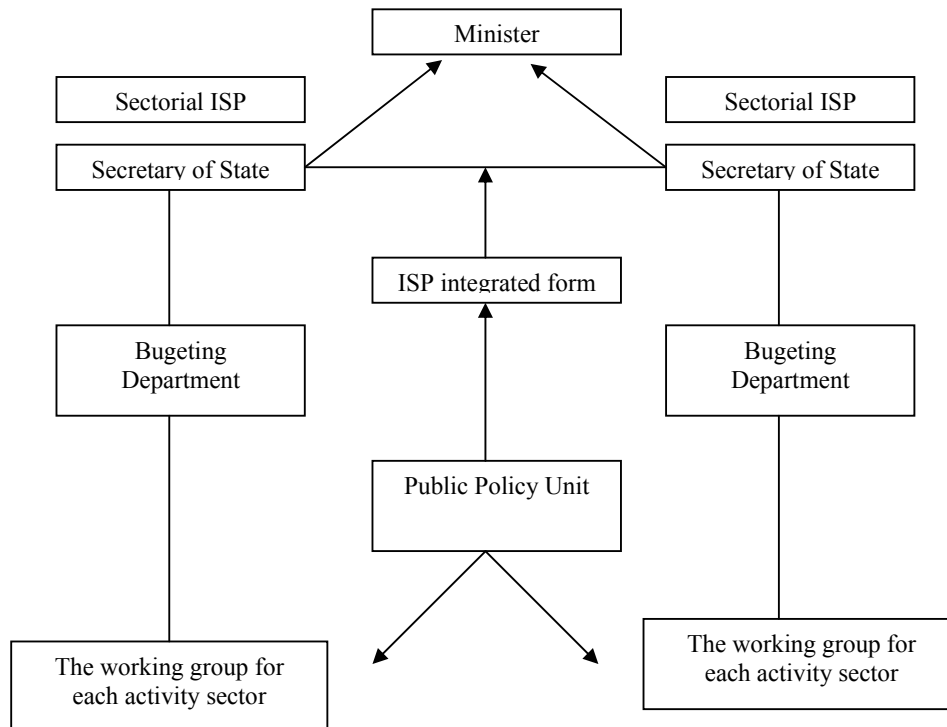 Minister
Sectorial ISP
Sectorial ISP
Secretary of State
Secretary of State
ISP integrated form
Bugeting
Department
Bugeting
Department
Public Policy Unit
The working group for
each activity sector
The working group for
each activity sector